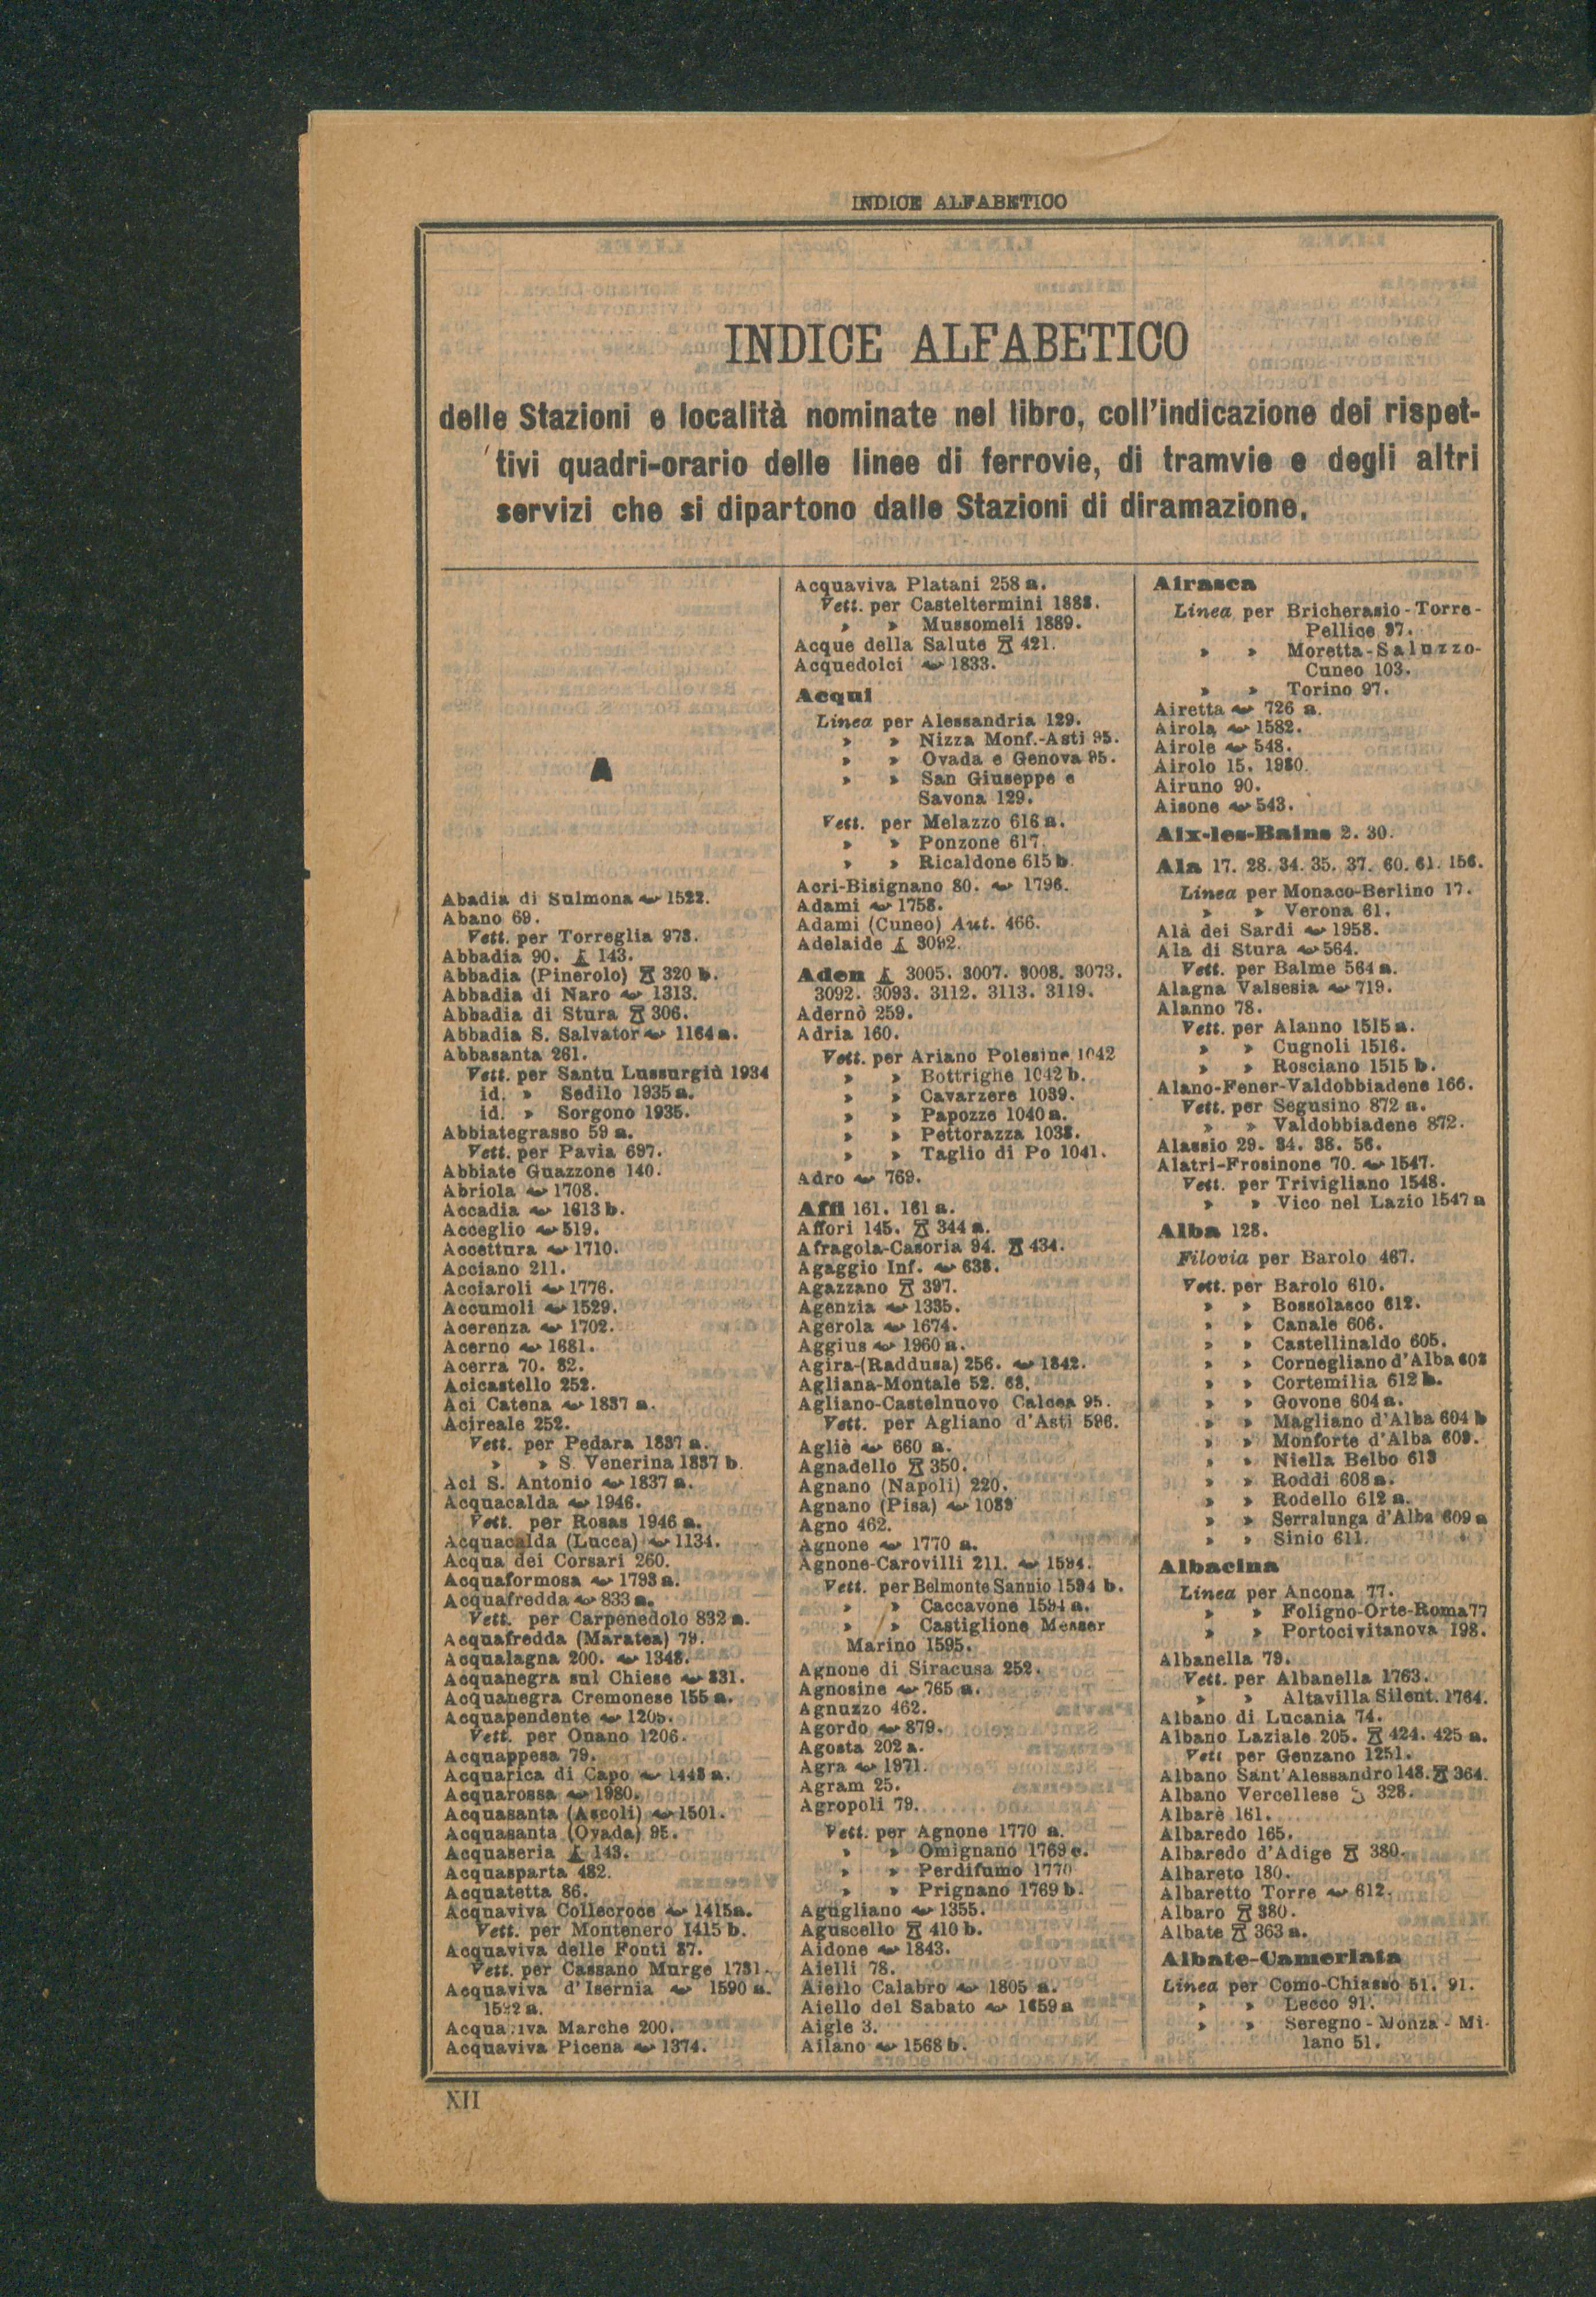 INDICE ALFABETICO
INDICE ALFABETICO
delle Stazioni e località nominate nel libro, coll'indicazione dei rispet-
tivi quadri-orario delle linee di ferrovie, di tramvie e degli altri
servizi che si dipartono dalle Stazioni di diramazione.
A
Abadia di Sulmona 1522.
Abano 69.
Vett. per Torreglia 973.
Abbadia 90. 143.
Abbadia (Pinerolo) 320 b.
Abbadia di Naro 1313.
Abbadia di Stura 306.
Abbadia S. Salvator 1164 a.
Abbasanta 261.
Vett. per Santu Lussurgiù 1934
id. » Sedilo 1935 a.
id. » Sorgono 1935.
Abbiategrasso 59 a.
Vett. per Pavia 697.
Abbiate Guazzone 140.
Abriola 1708.
Accadia 1613 b.
Acceglio 519.
Accettura 1710.
Acciano 211.
Acciaroli 1776.
Accumoli 1529.
Acerenza 1702.
Acerno 1681.
Acerra 70. 82.
Acicastello 252.
Aci Catena 1837 a.
Acireale 252.
Vett. per Pedara 1837 a.
» » S. Venerina 1837 b.
Aci S. Antonio 1837 a.
Acquacalda 1946.
Vett. per Rosas 1946 a.
Acquacalda (Lucca) 1134.
Acqua dei Corsari 260.
Acquaformosa 1793 a.
Acquafredda 833 a.
Vett. per Carpenedolo 832 a.
Acquafredda (Maratea) 79.
Acqualagna 200. 1348.
Acquanegra sul Chiese 831.
Acquanegra Cremonese 155 a.
Acquapendente 1205.
Vett. per Onano 1206.
Acquappesa 79.
Acquarica di Capo 1448 a.
Acquarossa 1980.
Acquasanta (Ascoli) 1501.
Acquasanta (Ovada) 95.
Acquaseria 143.
Acquasparta 482.
Acquatetta 86.
Acquaviva Collecroce 1415a.
Vett. per Montenero 1415 b.
Acquaviva delle Fonti 87.
Vett. per Cassano Murge 1731.
Acquaviva d'Isernia 1590 a.
Acquaviva Marche 200.
Acquaviva Picena 1374.
Acquaviva Platani 258 a.
Vett. per Casteltermini 1888.
» » Mussomeli 1889.
Acque della Salute 421.
Acquedolci 1833.
Acqui
Linea per Alessandria 129.
» » Nizza Monf.-Asti 95.
» » Ovada e Genova 95.
» » San Giuseppe e
Savona 129.
Vett. per Melazzo 616 a.
» » Ponzone 617.
» » Ricaldone 615 b.
Acri-Bisignano 80. 1796.
Adami 1758.
Adami (Cuneo) Aut. 466.
Adelaide 3092.
Aden 3005. 3007. 3008. 3073.
3092. 3093. 3112. 3113. 3119.
Adernò 259.
Adria 160.
Vett. per Ariano Polesine 1042
» » Bottrighe 1042 b.
» » Cavarzere 1039.
» » Papozze 1040 a.
» » Pettorazza 1038.
» » Taglio di Po 1041.
Adro 769.
Affi 161. 161 a.
Affori 145. 344 a.
Afragola-Casoria 94. 434.
Agaggio Inf. 638.
Agazzano 397.
Agenzia 1335.
Agerola 1674.
Aggius 1960 a.
Agira-(Raddusa) 256. 1842.
Agliana-Montale 52. 68.
Agliano-Castelnuovo Calcea 95.
Vett. per Agliano d'Asti 596.
Agliè 660 a.
Agnadello 350.
Agnano (Napoli) 220.
Agnano (Pisa) 1089
Agno 462.
Agnone 1770 a.
Agnone-Carovilli 211. 1594.
Vett. per Belmonte Sannio 1594 b.
» » Caccavone 1594 a.
» » Castiglione Messer
Marino 1595.
Agnone di Siracusa 252.
Agnosine 765 a.
Agnuzzo 462.
Agordo 879.
Agosta 202 a.
Agra 1971.
Agram 25.
Agropoli 79.
Vett. per Agnone 1770 a.
» » Omignano 1769 c.
» » Perdifumo 1770
» » Prignano 1769 b.
Agugliano 1355.
Aguscello 410 b.
Aidone 1843.
Aielli 78.
Aiello Calabro 1805 a.
Aiello del Sabato 1659 a
Aigle 3.
Ailano 1568 b.
Airasca
Linea per Bricherasio-Torre-
Pellice 97.
» » Moretta-Saluzzo-
Cuneo 103.
» » Torino 97.
Airetta 726 a.
Airola 1582.
Airole 548.
Airolo 15. 1980.
Airuno 90.
Aisone 543.
Aix-les-Bains 2. 30.
Ala 17. 28. 34. 35. 37. 60. 61. 156.
Linea per Monaco-Berlino 17.
» » Verona 61.
Alà dei Sardi 1958.
Ala di Stura 564.
Vett. per Balme 564 a.
Alagna Valsesia 719.
Alanno 78.
Vett. per Alanno 1515 a.
» » Cugnoli 1516.
» » Rosciano 1515 b.
Alano-Fener-Valdobbiadene 166.
Vett. per Segusino 872 a.
» » Valdobbiadene 872.
Alassio 29. 34. 38. 56.
Alatri-Frosinone 70. 1547.
Vett. per Trivigliano 1548.
» » Vico nel Lazio 1547 a
Alba 128.
Filovia per Barolo 467.
Vett. per Barolo 610.
» » Bossolasco 612.
» » Canale 606.
» » Castellinaldo 605.
» » Cornegliano d'Alba 603
» » Cortemilia 612 b.
» » Govone 604 a.
» » Magliano d'Alba 604 b
» » Monforte d'Alba 609.
» » Niella Belbo 613
» » Roddi 608 a.
» » Rodello 612 a.
» » Serralunga d'Alba 609 a
» » Sinio 611.
Albacina
Linea per Ancona 77.
» » Foligno-Orte-Roma 77
» » Portocivitanova 198.
Albanella 79.
Vett. per Albanella 1763.
» » Altavilla Silent. 1764.
Albano di Lucania 74.
Albano Laziale 205. 424. 425 a.
Vett per Genzano 1251.
Albano Sant'Alessandro 148. 364.
Albano Vercellese 328.
Albarè 161.
Albaredo 165.
Albaredo d'Adige 380.
Albareto 180.
Albaretto Torre 612.
Albaro 380.
Albate 363 a.
Albate-Camerlata
Linea per Como-Chiasso 51. 91.
» » Lecco 91.
» » Seregno-Monza-Mi-
lano 51.
XII